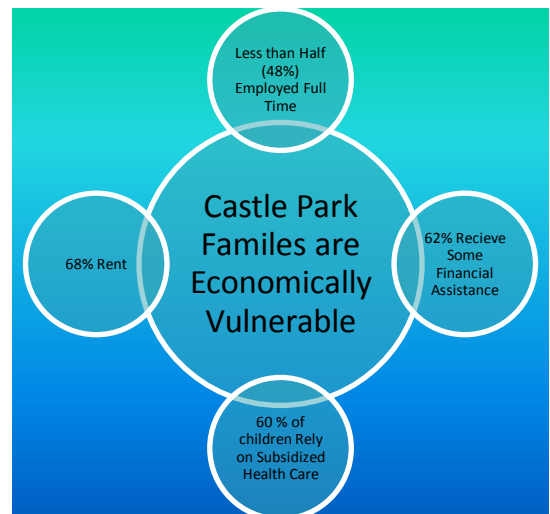 Less than Half
(48%)
Employed Full
Time
Castle Park
Familes are
Economically
Vulnerable
68% Rent
62% Recieve
Some
Financial
Assistance
60 % of
children Rely
on Subsidized
Health Care